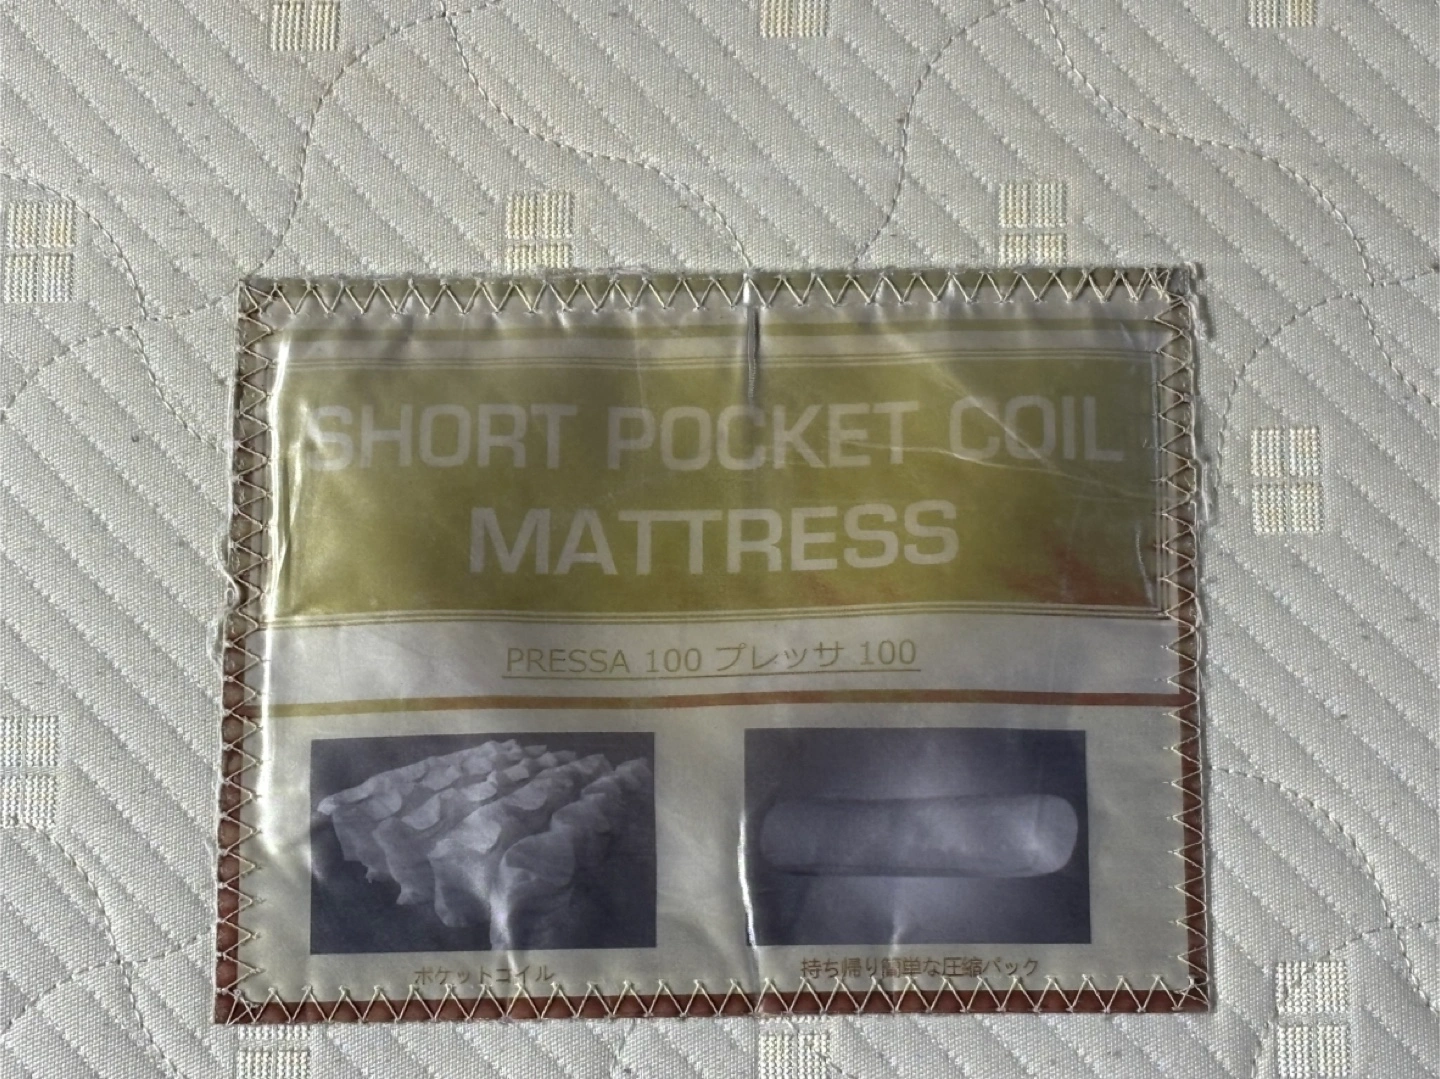 SHORT POCKET COIL
MATTRESS
PRESSA 100 プレッサ 100
ポケットコイル
持ち帰り簡単な圧縮パック